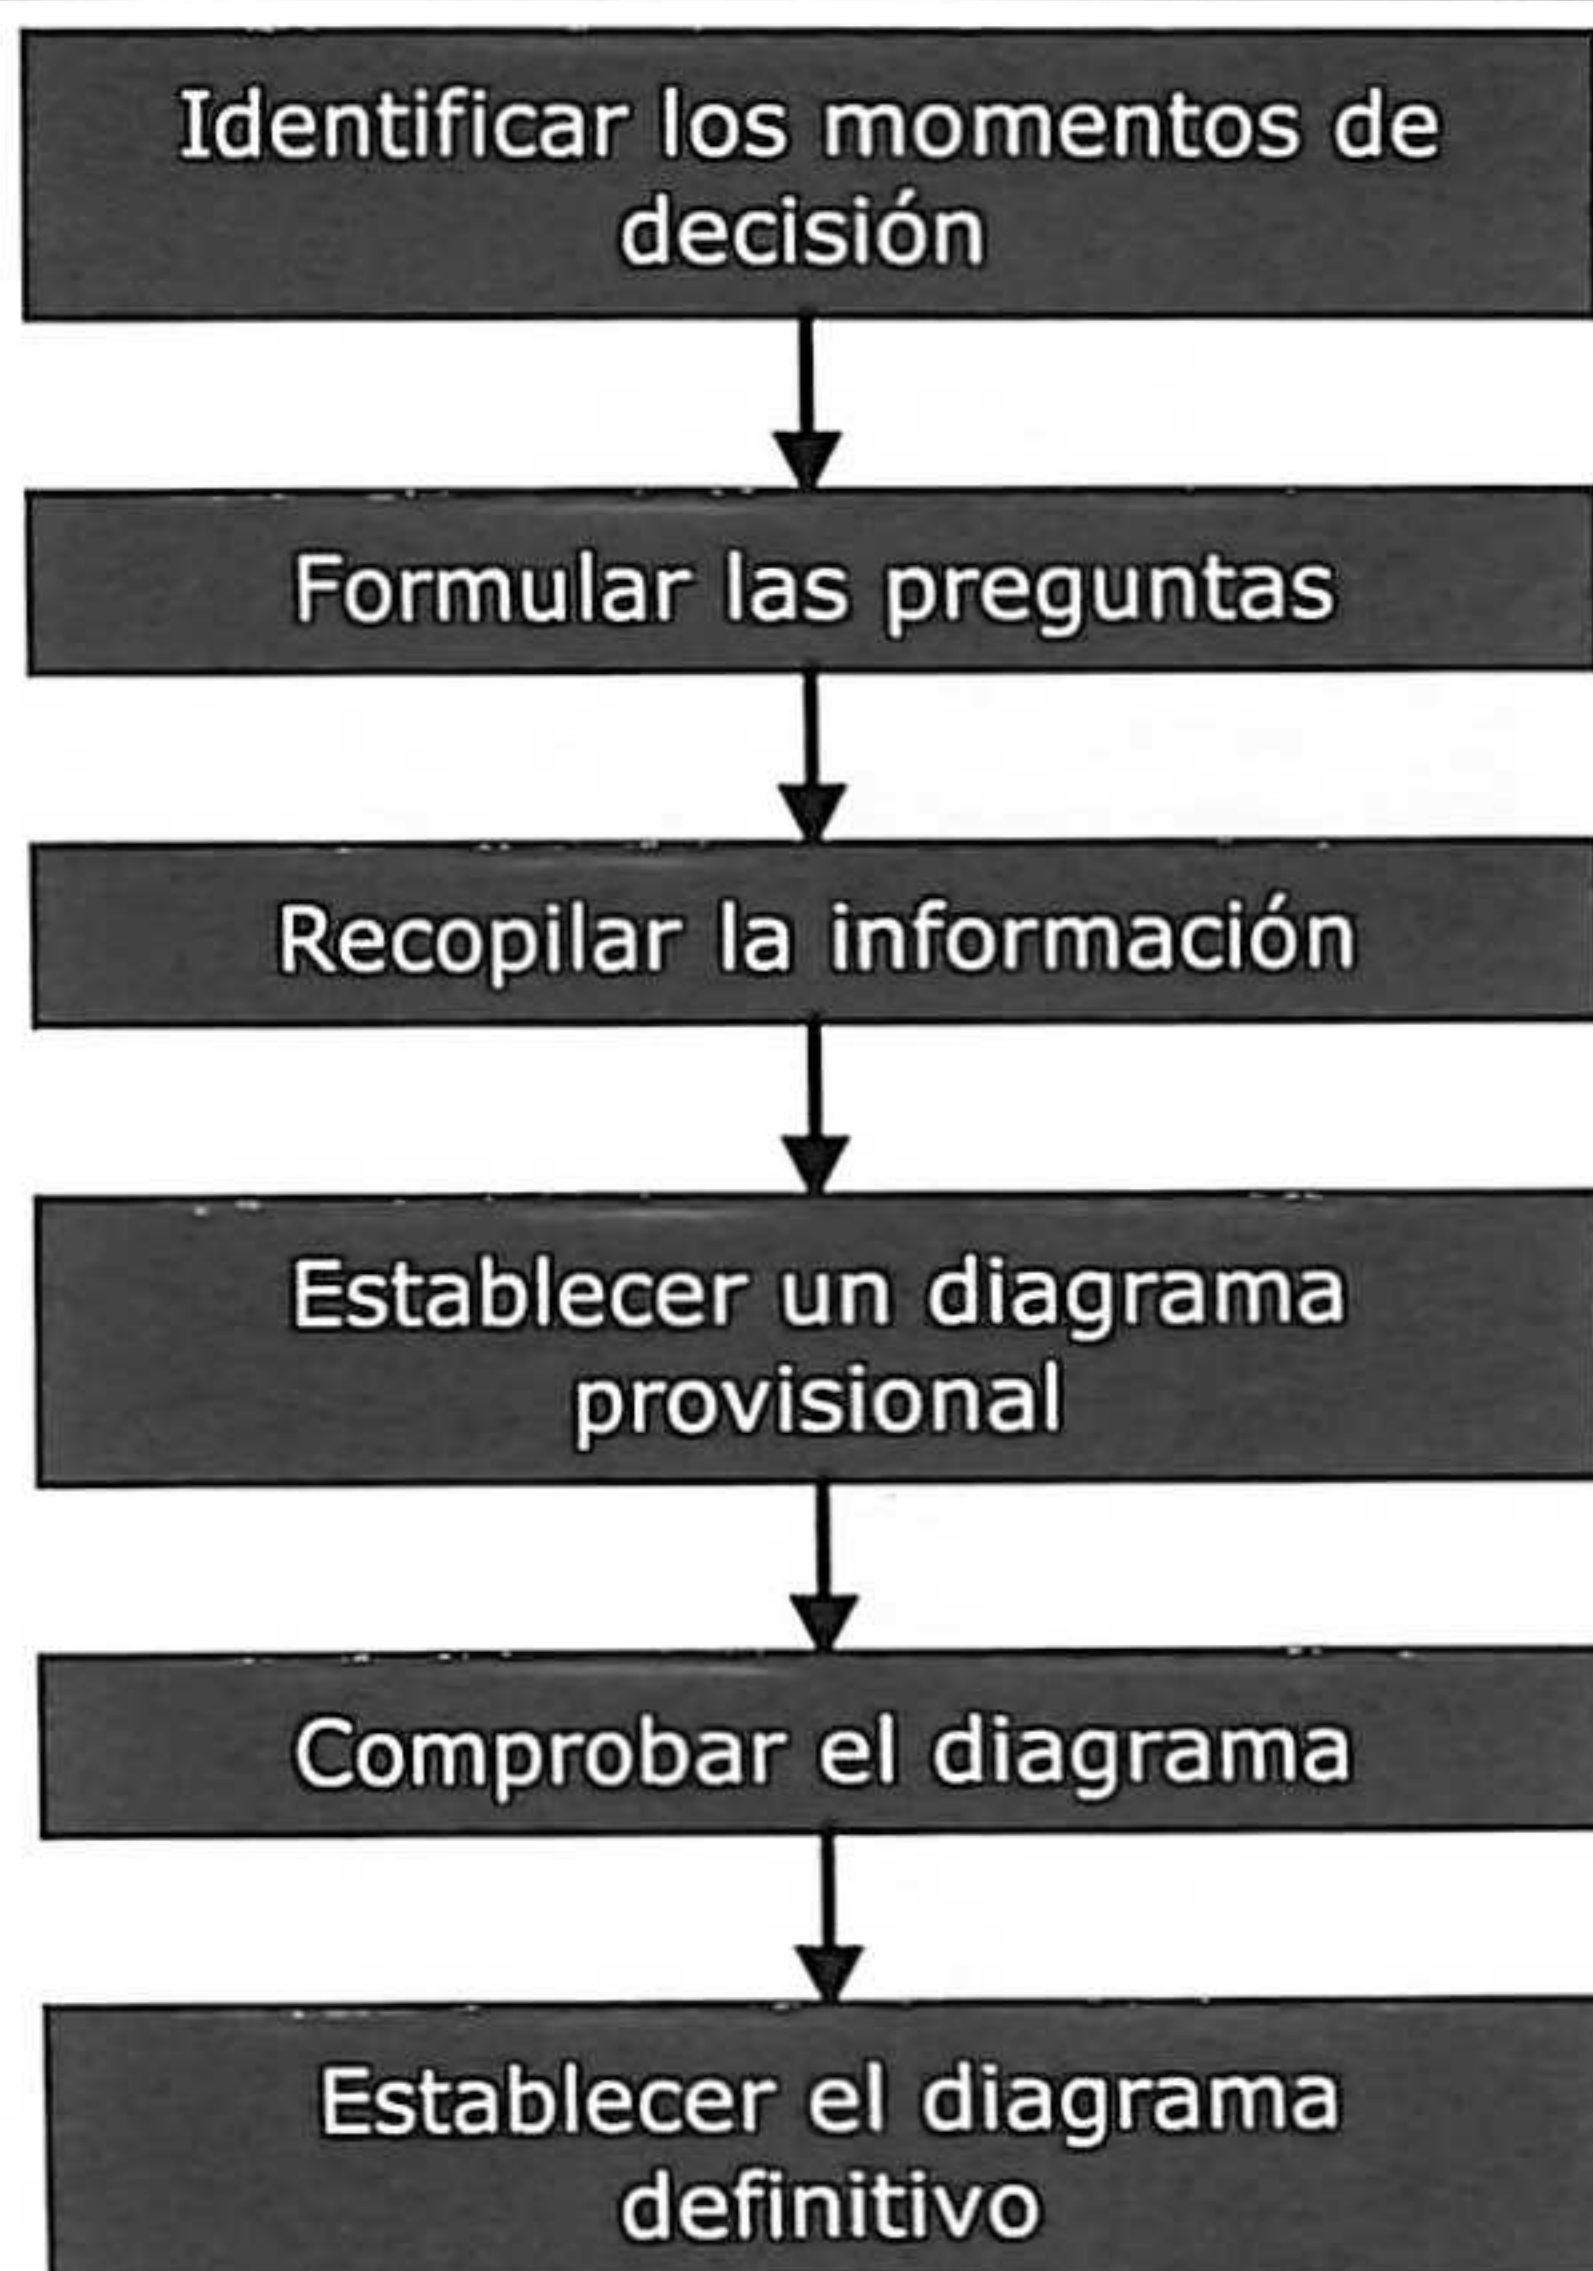 Identificar los momentos de
decisión
Formular las preguntas
Recopilar la información
Establecer un diagrama
provisional
Comprobar el diagrama
Establecer el diagrama
definitivo